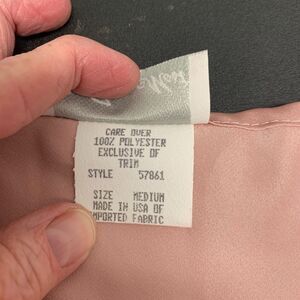 CARE OVER
100% POLYESTER
EXCLUSIVE OF
TRIM
STYLE 57861
SIZE MEDIUM
MADE IN USA OF
IMPORTED FABRIC